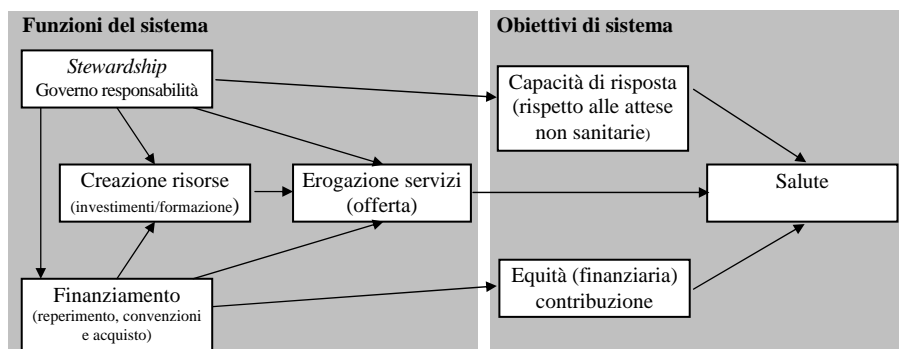 Funzioni del sistema
Stewardship
Governo responsabilità
Creazione risorse
(investimenti/formazione)
Erogazione servizi
(offerta)
Finanziamento
(reperimento, convenzioni
e acquisto)
Obiettivi di sistema
Capacità di risposta
(rispetto alle attese
non sanitarie)
Salute
Equità (finanziaria)
contribuzione